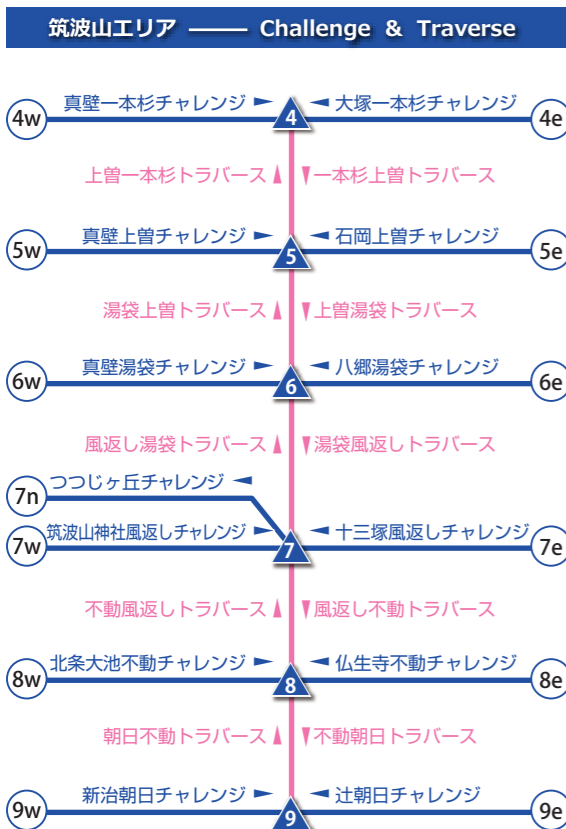 筑波山エリア ―― Challenge & Traverse
真壁一本杉チャレンジ ► ◄ 大塚一本杉チャレンジ
4w 4 4e
上曽一本杉トラバース ▲ ▼一本杉上曽トラバース
真壁上曽チャレンジ ► ◄ 石岡上曽チャレンジ
5w 5 5e
湯袋上曽トラバース ▲ ▼上曽湯袋トラバース
真壁湯袋チャレンジ ► ◄ 八郷湯袋チャレンジ
6w 6 6e
風返し湯袋トラバース ▲ ▼湯袋風返しトラバース
つつじヶ丘チャレンジ ◄
7n
筑波山神社風返しチャレンジ ► ◄ 十三塚風返しチャレンジ
7w 7 7e
不動風返しトラバース ▲ ▼風返し不動トラバース
北条大池不動チャレンジ ► ◄ 仏生寺不動チャレンジ
8w 8 8e
朝日不動トラバース ▲ ▼不動朝日トラバース
新治朝日チャレンジ ► ◄ 辻朝日チャレンジ
9w 9 9e